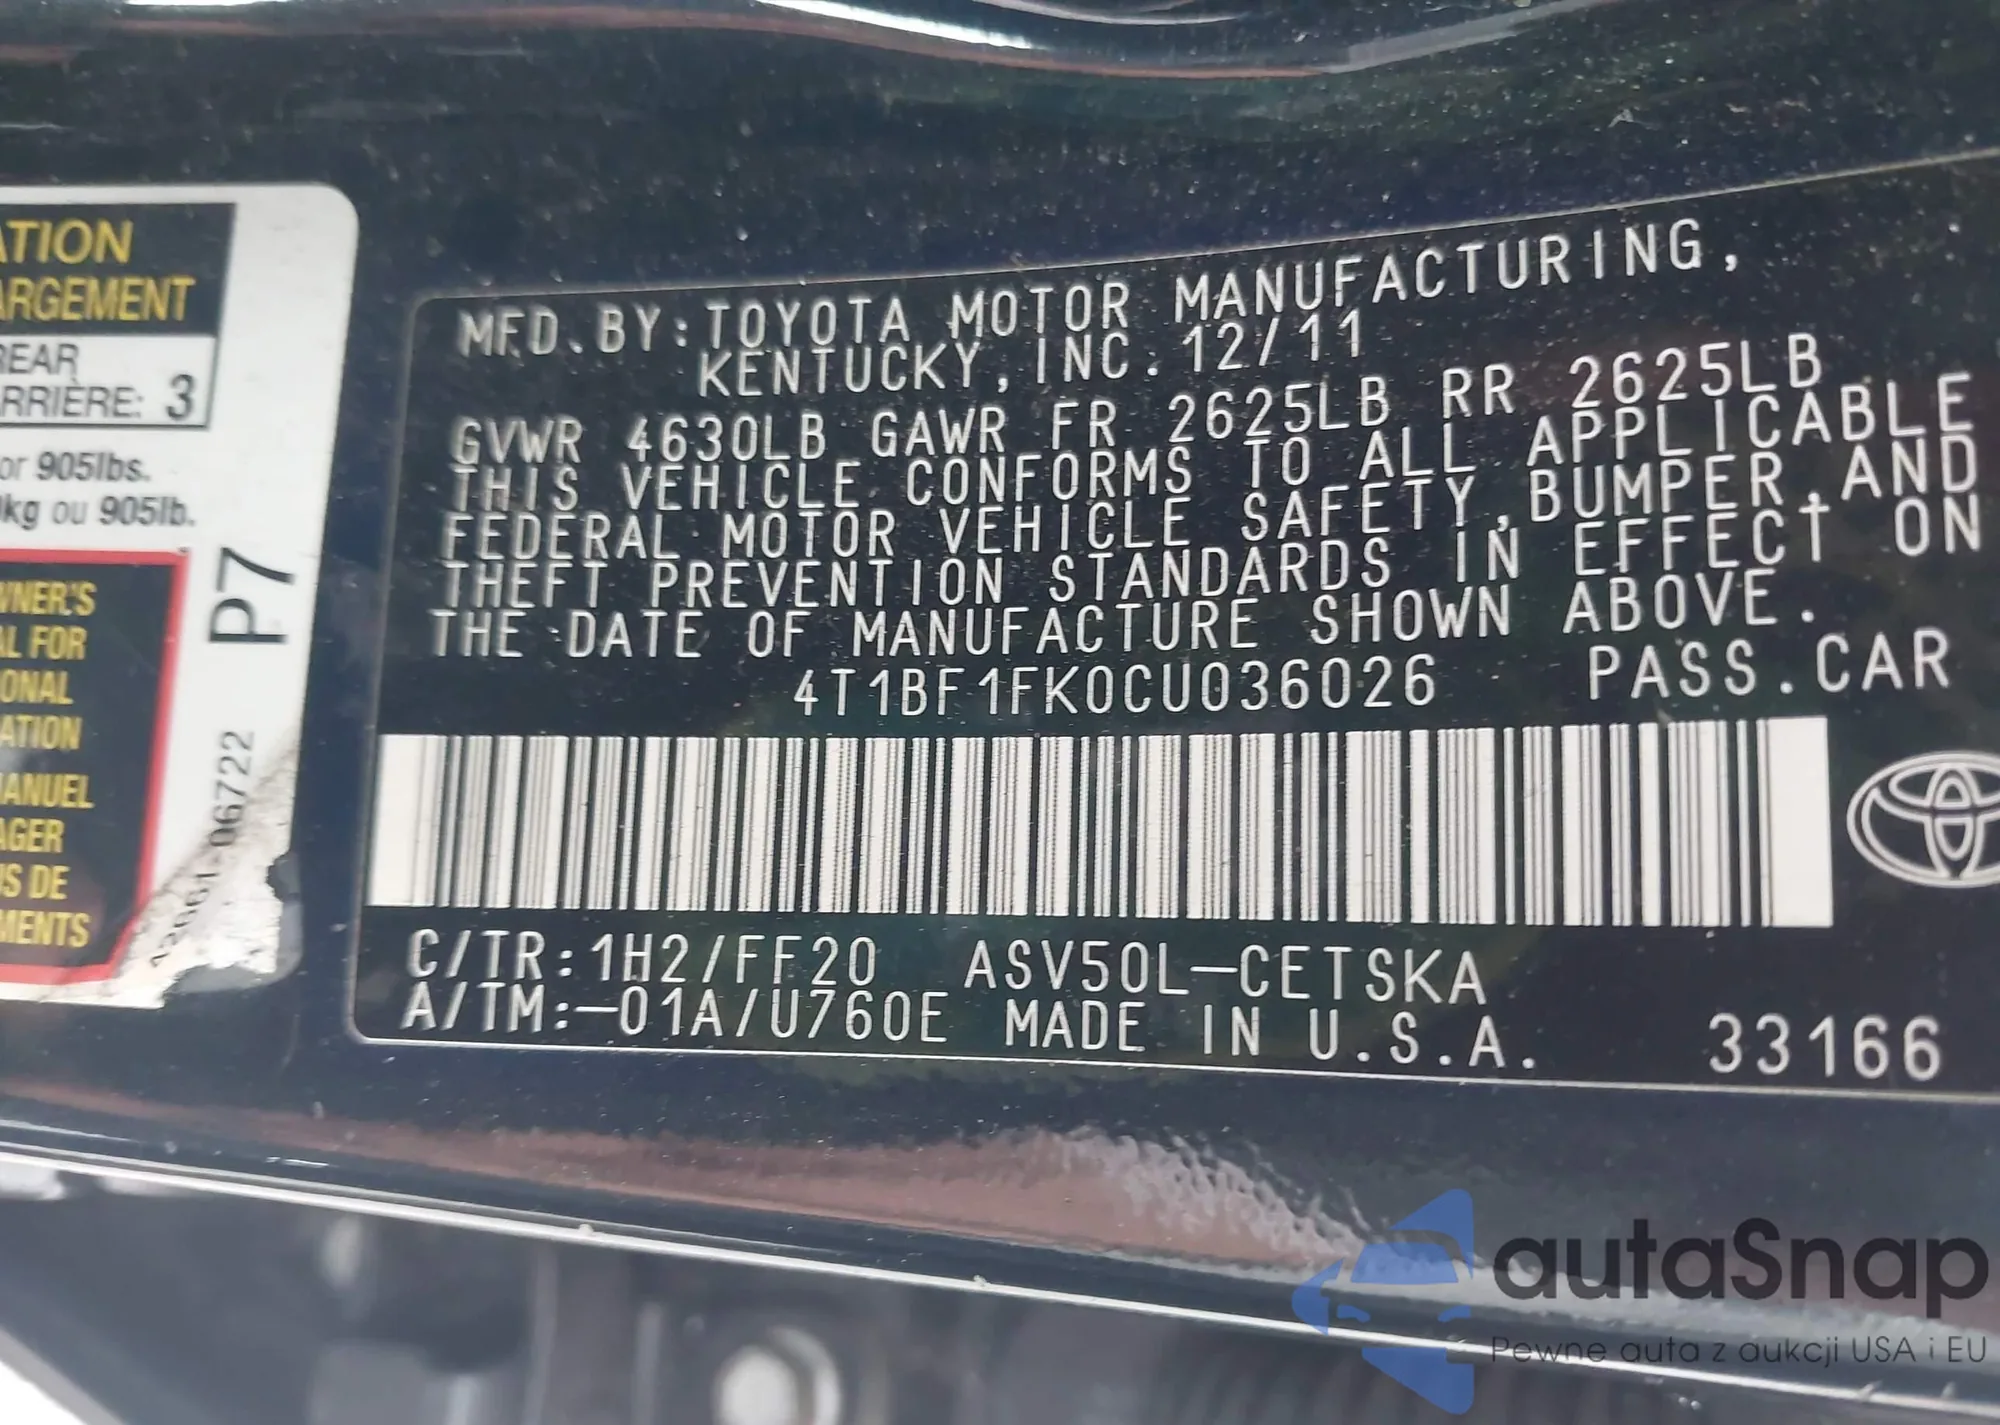 ATION
ARGEMENT
REAR
ARRIÈRE: 3
or 905lbs.
kg ou 905lb.
WNER'S
AL FOR
ONAL
ATION
MANUEL
AGER
US DE
MENTS
P7
06722
MFD.BY:TOYOTA MOTOR MANUFACTURING,
KENTUCKY, INC. 12/11
GVWR 4630LB GAWR FR 2625LB RR 2625LB
THIS VEHICLE CONFORMS TO ALL APPLICABLE
FEDERAL MOTOR VEHICLE SAFETY,BUMPER,AND
THEFT PREVENTION STANDARDS IN EFFECT ON
THE DATE OF MANUFACTURE SHOWN ABOVE.
4T1BF1FK0CU036026 PASS.CAR
C/TR:1H2/FF20 ASV50L-CETSKA
A/TM:-01A/U760E MADE IN U.S.A. 33166
autaSnap
Pewne auta z aukcji USA i EU